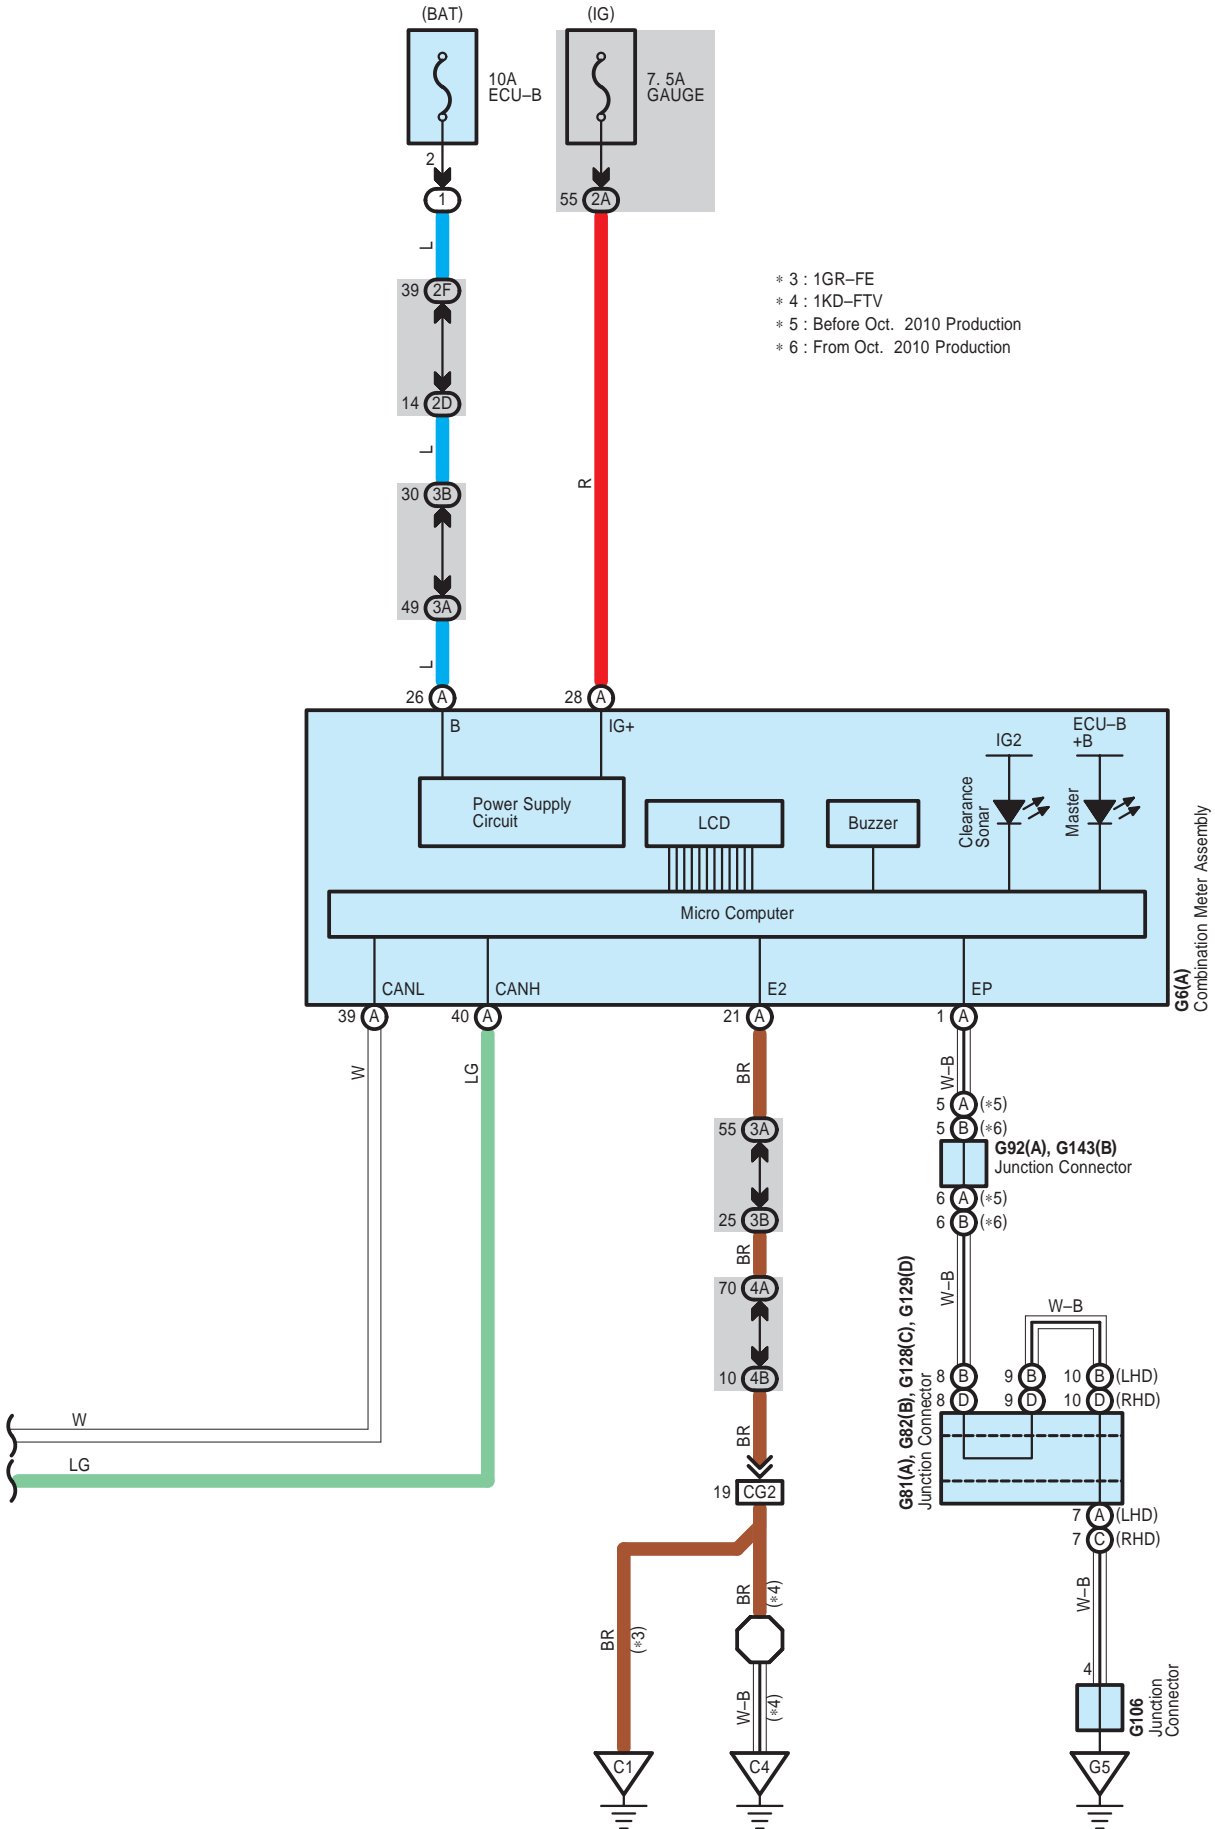 (BAT)
(IG)
10A
ECU–B
7. 5A
GAUGE
2
1
55 2A
L
39 2F
∗ 3 : 1GR–FE
∗ 4 : 1KD–FTV
∗ 5 : Before Oct. 2010 Production
∗ 6 : From Oct. 2010 Production
14 2D
L
R
30 3B
49 3A
L
26 A
28 A
B
IG+
IG2
ECU–B
+B
Power Supply
Circuit
LCD
Buzzer
Clearance
Sonar
Master
Micro Computer
CANL
CANH
E2
EP
G6(A)
Combination Meter Assembly
39 A
40 A
21 A
1 A
W
LG
BR
W–B
5 A (∗5)
5 B (∗6)
55 3A
G92(A), G143(B)
Junction Connector
6 A (∗5)
6 B (∗6)
25 3B
BR
W–B
70 4A
W–B
G81(A), G82(B), G128(C), G129(D)
Junction Connector
10 4B
8 B
9 B
10 B (LHD)
8 D
9 D
10 D (RHD)
W
BR
LG
19 CG2
7 A (LHD)
7 C (RHD)
BR
(∗4)
W–B
BR
(∗3)
4
W–B
(∗4)
G106
Junction
Connector
C1
C4
G5